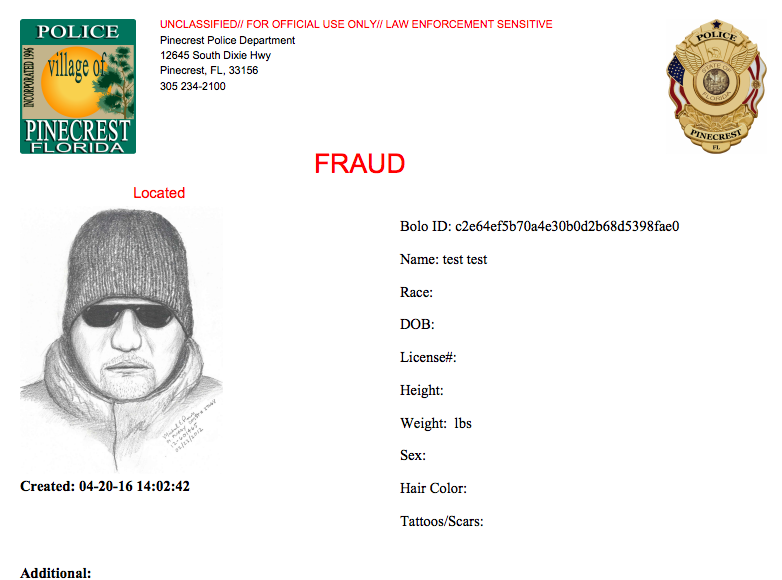 POLICE
INCORPORATED 1996
village of
PINECREST
FLORIDA
UNCLASSIFIED// FOR OFFICIAL USE ONLY// LAW ENFORCEMENT SENSITIVE
Pinecrest Police Department
12645 South Dixie Hwy
Pinecrest, FL, 33156
305 234-2100
POLICE
STATE OF
FLORIDA
PINECREST
FL
FRAUD
Located
Bolo ID: c2e64ef5b70a4e30b0d2b68d5398fae0
Name: test test
Race:
DOB:
License#:
Height:
Weight: lbs
Sex:
Hair Color:
Tattoos/Scars:
Created: 04-20-16 14:02:42
Additional: